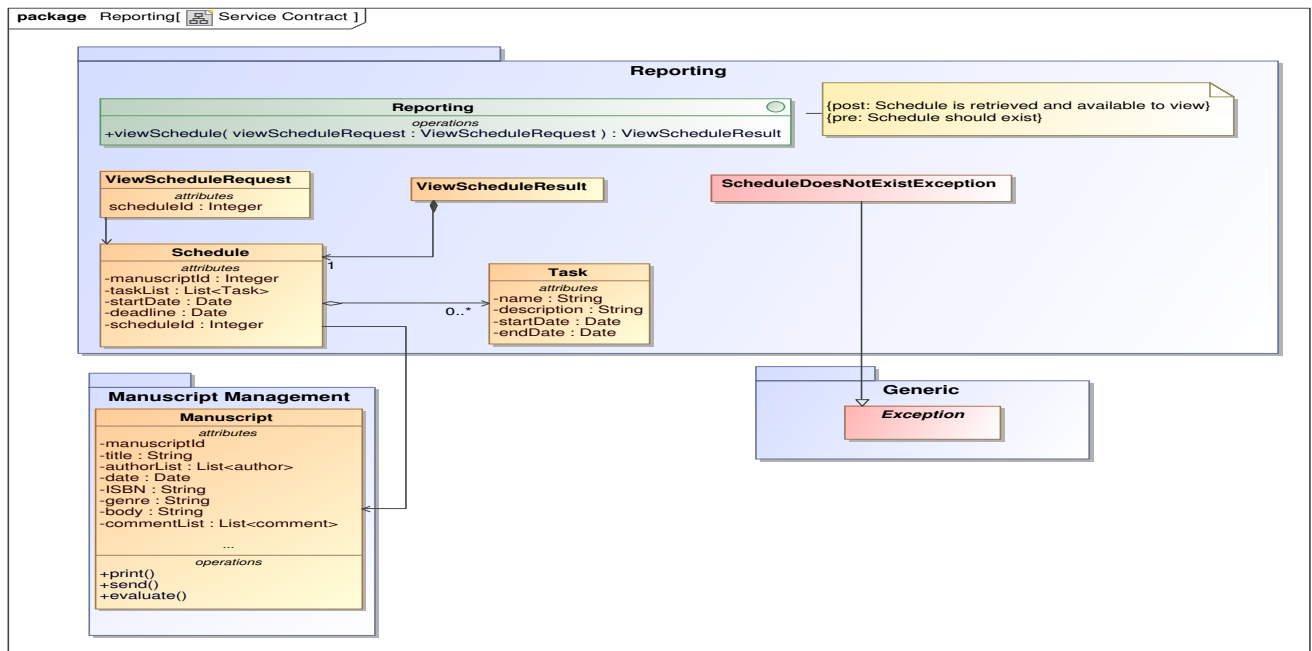 package Reporting[ Service Contract ]
Reporting
Reporting
operations
+viewSchedule( viewScheduleRequest : ViewScheduleRequest ) : ViewScheduleResult
{post: Schedule is retrieved and available to view}
{pre: Schedule should exist}
ViewScheduleRequest
attributes
scheduleId : Integer
ViewScheduleResult
ScheduleDoesNotExistException
Schedule
attributes
-manuscriptId : Integer
-taskList : List<Task>
-startDate : Date
-deadline : Date
-scheduleId : Integer
1
0..*
Task
attributes
-name : String
-description : String
-startDate : Date
-endDate : Date
Manuscript Management
Manuscript
attributes
-manuscriptId
-title : String
-authorList : List<author>
-date : Date
-ISBN : String
-genre : String
-body : String
-commentList : List<comment>
...
operations
+print()
+send()
+evaluate()
Generic
Exception